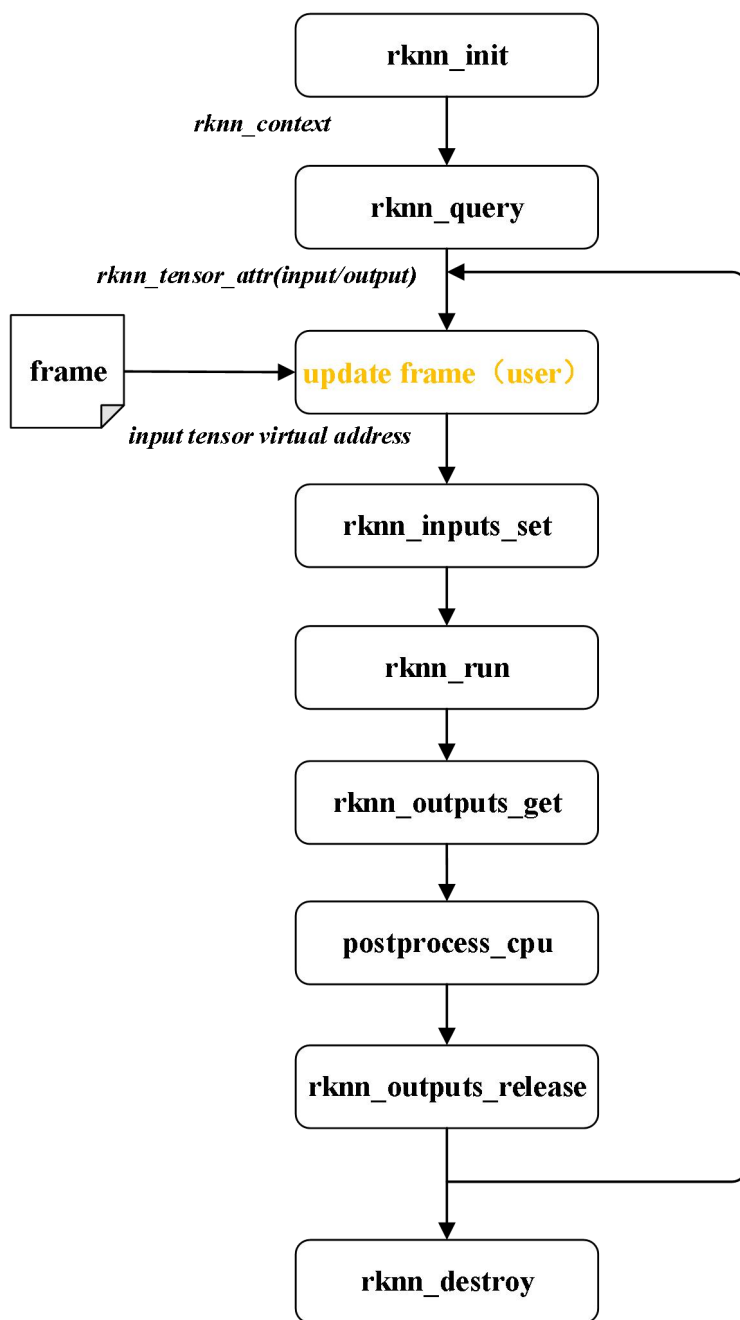 rknn_init
rknn_context
rknn_query
rknn_tensor_attr(input/output)
frame
update frame（user）
input tensor virtual address
rknn_inputs_set
rknn_run
rknn_outputs_get
postprocess_cpu
rknn_outputs_release
rknn_destroy